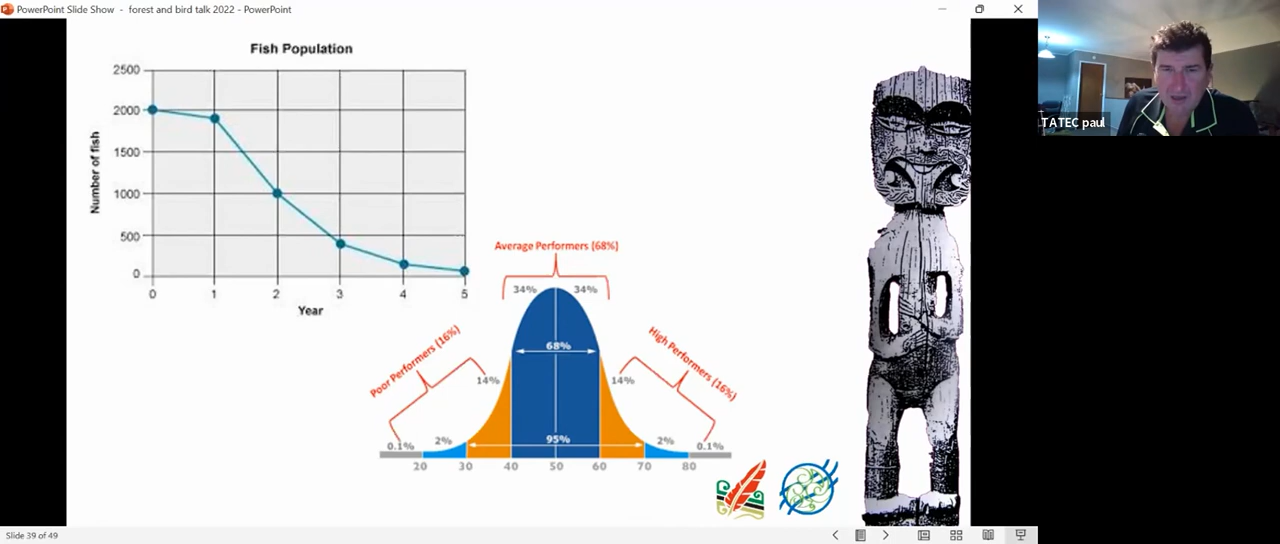 PowerPoint Slide Show - forest and bird talk 2022 - PowerPoint
TATEC paul
Fish Population
2500
2000
1500
1000
500
0
Number of fish
0 1 2 3 4 5
Year
Average Performers (68%)
34% 34%
Poor Performers (16%)
High Performers (16%)
68%
14% 14%
95%
0.1% 2% 2% 0.1%
20 30 40 50 60 70 80
Slide 39 of 49